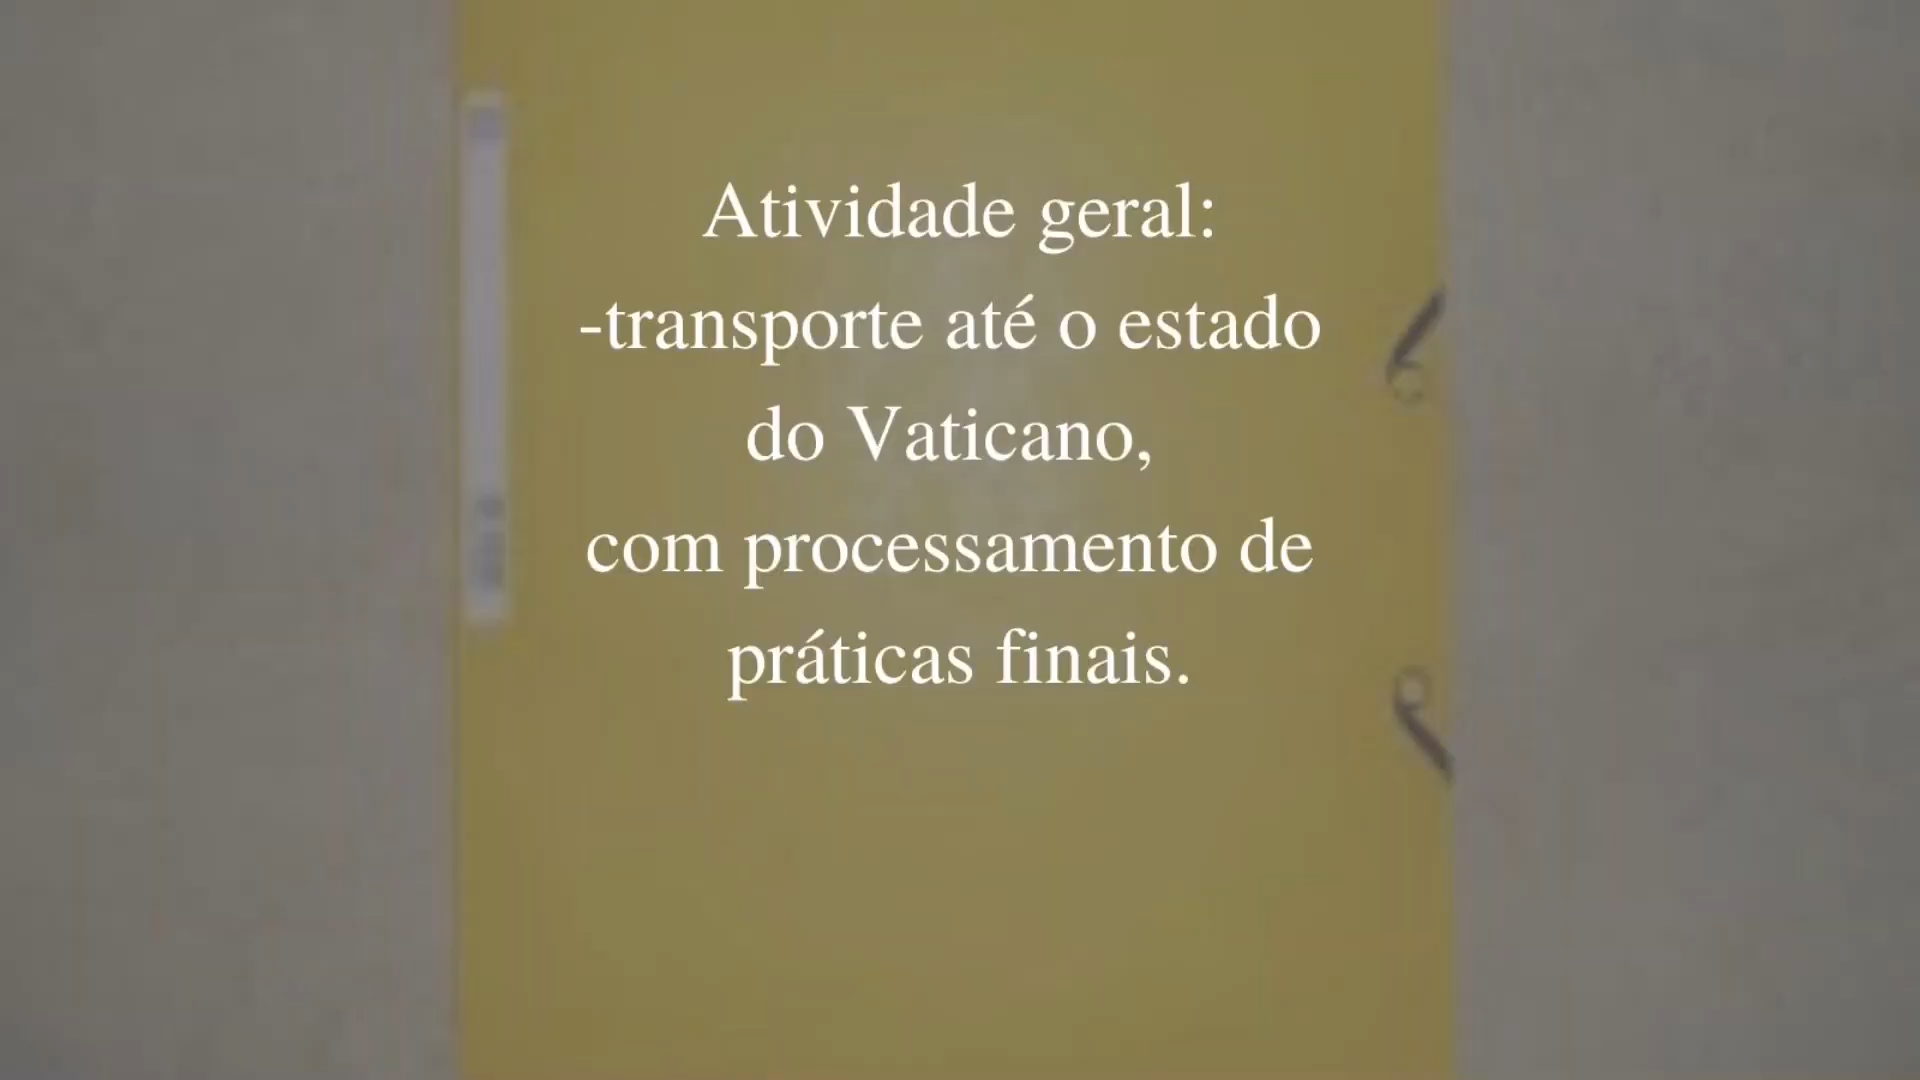 Atividade geral:
-transporte até o estado
do Vaticano,
com processamento de
práticas finais.